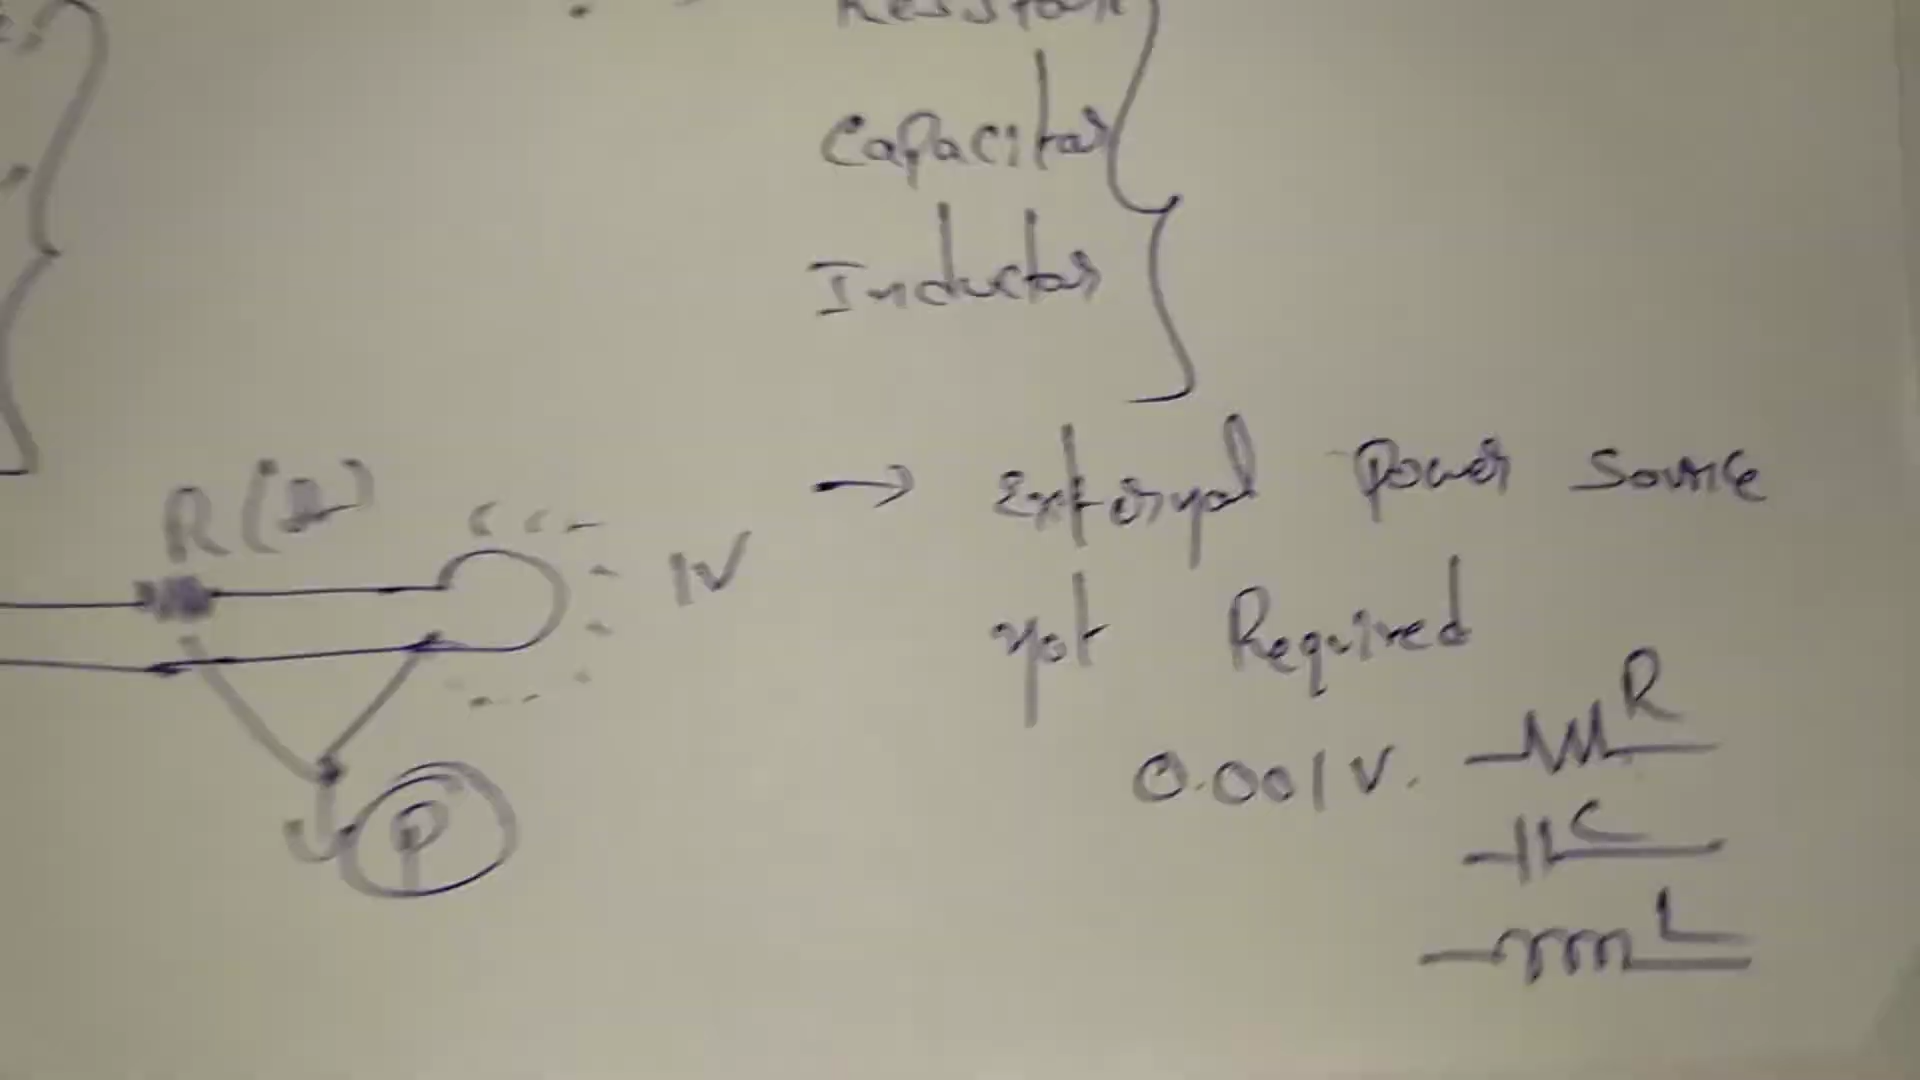 Capacitor
Inductor
→ External Power Source
not Required
R(Ω)
1V
P
0.001V.
R
C
L